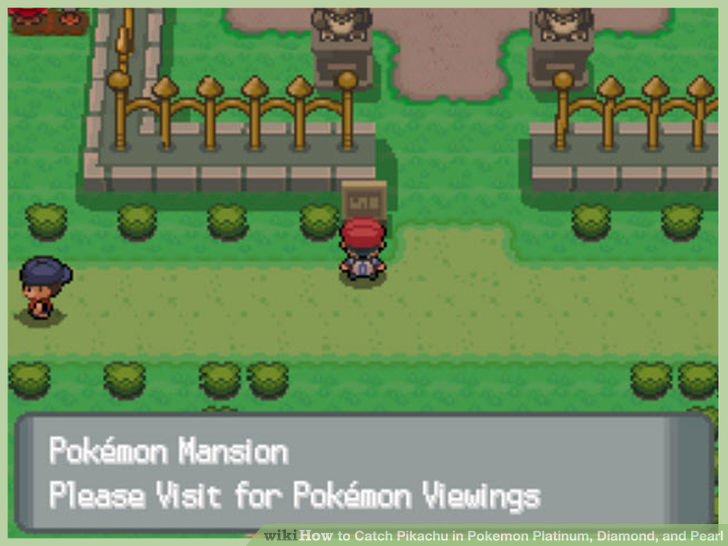 Pokémon Mansion
Please Visit for Pokémon Viewings
wikiHow to Catch Pikachu in Pokemon Platinum, Diamond, and Pearl